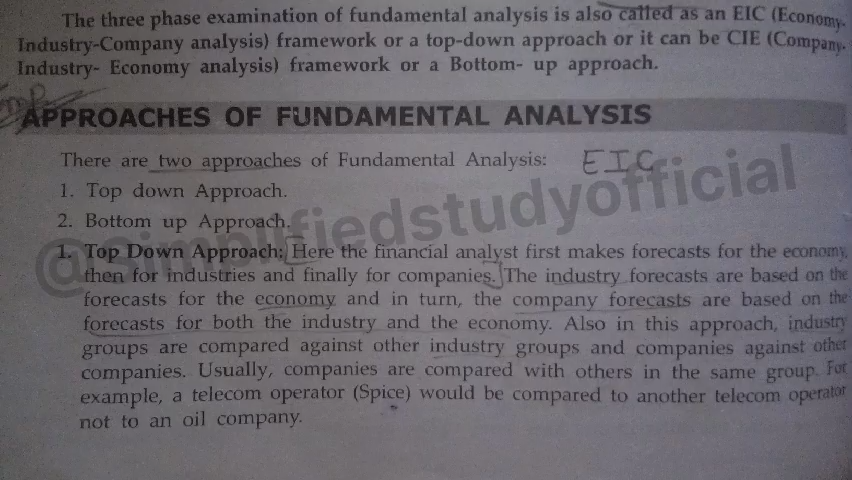 The three phase examination of fundamental analysis is also called as an EIC (Economy-
Industry-Company analysis) framework or a top-down approach or it can be CIE (Company-
Industry- Economy analysis) framework or a Bottom- up approach.
Imp
APPROACHES OF FUNDAMENTAL ANALYSIS
There are two approaches of Fundamental Analysis: EIC
1. Top down Approach.
2. Bottom up Approach.
@simplifiedstudyofficial
1. Top Down Approach: Here the financial analyst first makes forecasts for the economy,
then for industries and finally for companies. The industry forecasts are based on the
forecasts for the economy and in turn, the company forecasts are based on the
forecasts for both the industry and the economy. Also in this approach, industry
groups are compared against other industry groups and companies against other
companies. Usually, companies are compared with others in the same group. For
example, a telecom operator (Spice) would be compared to another telecom operator
not to an oil company.